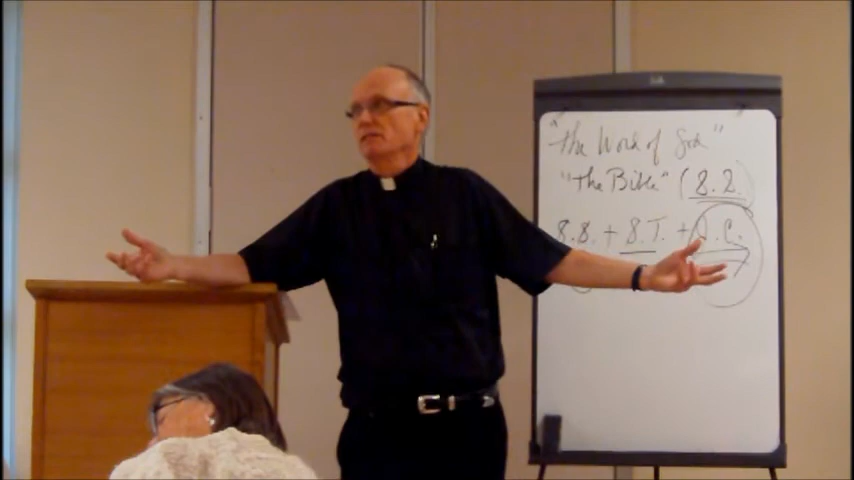 "The Word of God"
"The Bible" (8.2.)
8.8. + 8.T. + J.C.